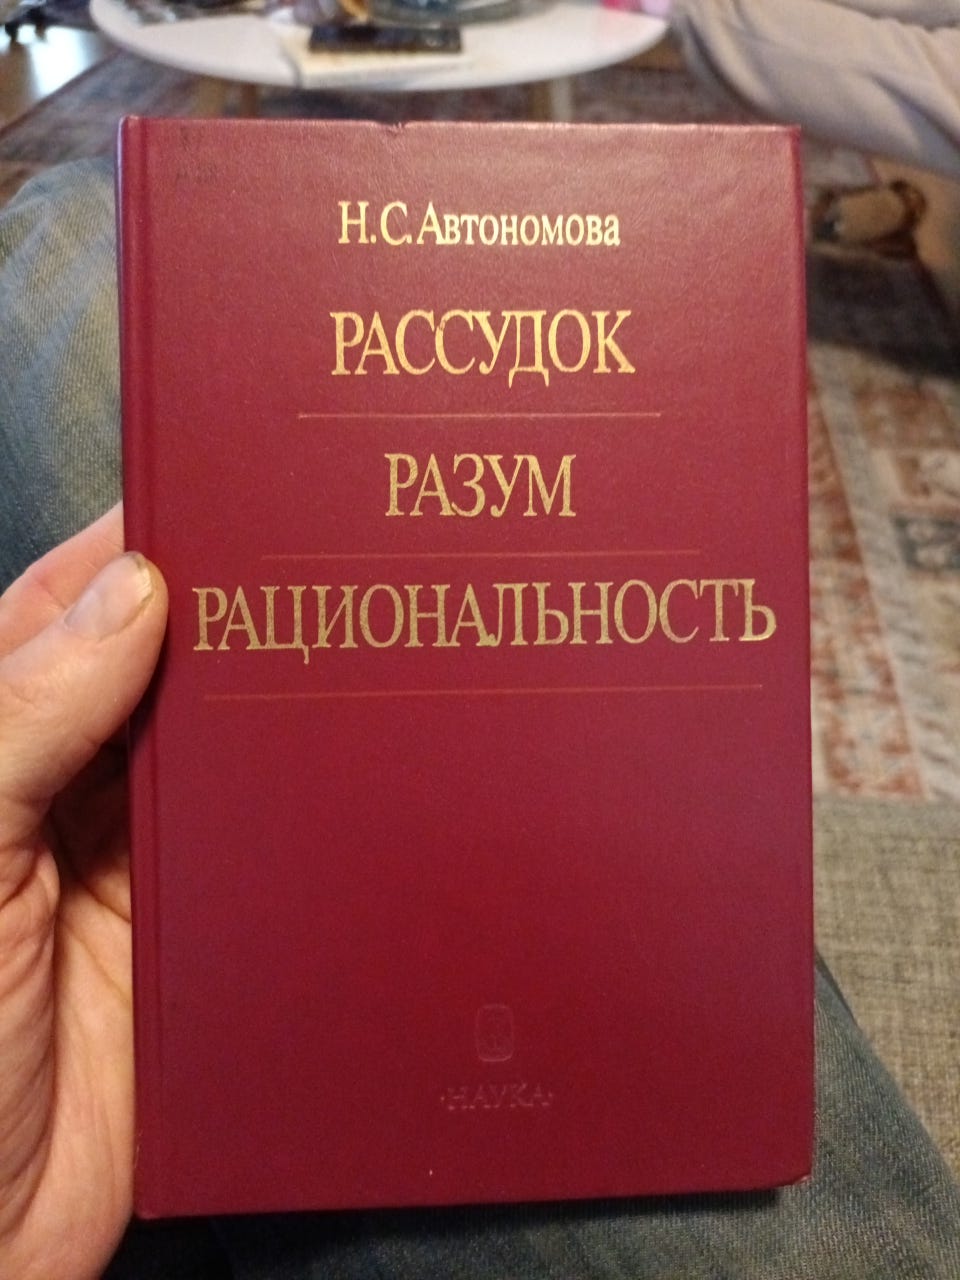 Н.С.Автономова
РАССУДОК
РАЗУМ
РАЦИОНАЛЬНОСТЬ
·НАУКА·